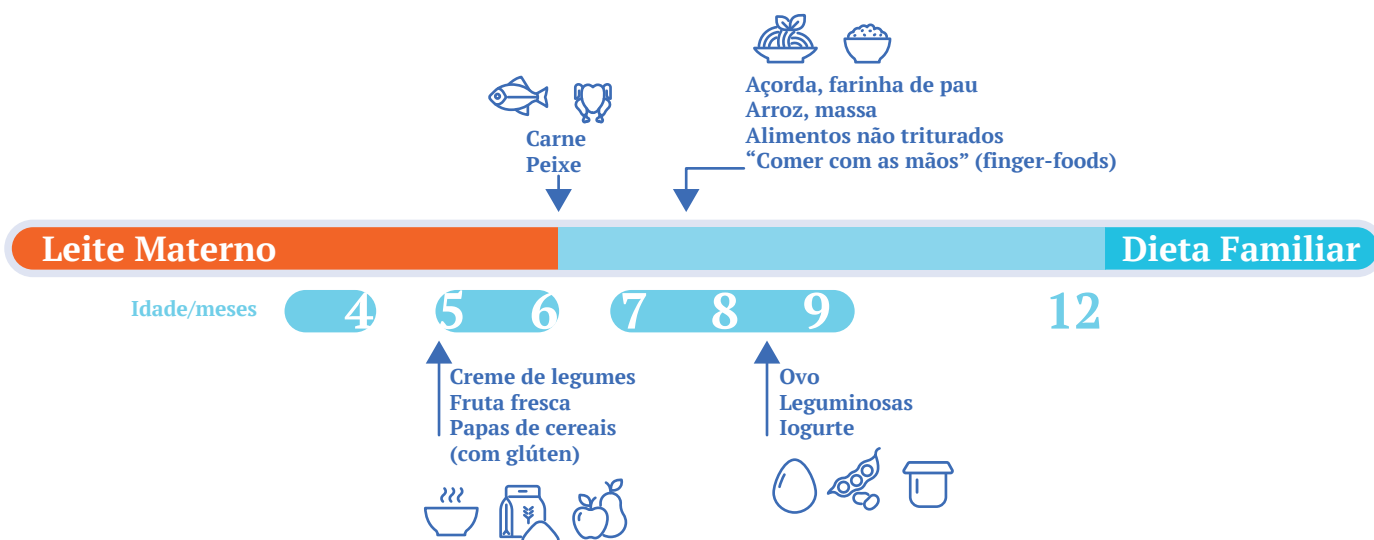 Açorda, farinha de pau
Arroz, massa
Alimentos não triturados
“Comer com as mãos” (finger-foods)
Carne
Peixe
Leite Materno
Dieta Familiar
Idade/meses
4
5
6
7
8
9
12
Creme de legumes
Fruta fresca
Papas de cereais
(com glúten)
Ovo
Leguminosas
Iogurte